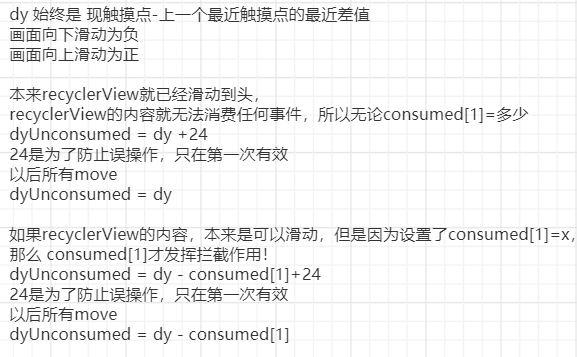 dy 始终是 现触摸点-上一个最近触摸点的最近差值
画面向下滑动为负
画面向上滑动为正
本来recyclerView就已经滑动到头，
recyclerView的内容就无法消费任何事件，所以无论consumed[1]=多少
dyUnconsumed = dy +24
24是为了防止误操作，只在第一次有效
以后所有move
dyUnconsumed = dy
如果recyclerView的内容，本来是可以滑动，但是因为设置了consumed[1]=x，
那么 consumed[1]才发挥拦截作用！
dyUnconsumed = dy - consumed[1]+24
24是为了防止误操作，只在第一次有效
以后所有move
dyUnconsumed = dy - consumed[1]